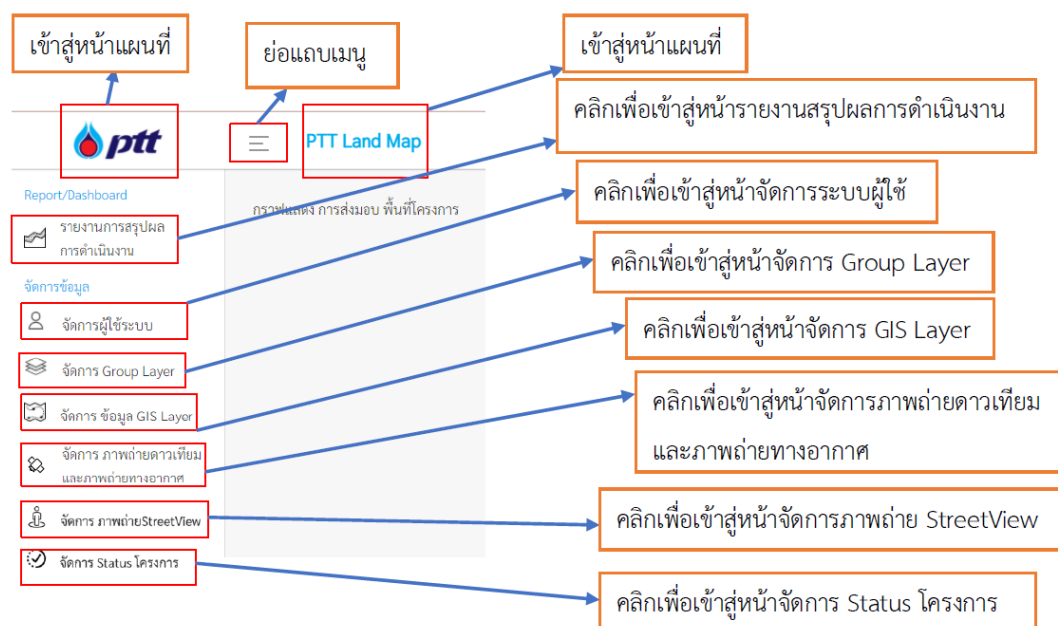 เข้าสู่หน้าแผนที่
ย่อแถบเมนู
เข้าสู่หน้าแผนที่
คลิกเพื่อเข้าสู่หน้ารายงานสรุปผลการดำเนินงาน
ptt
PTT Land Map
Report/Dashboard
กราฟแสดง การส่งมอบ พื้นที่โครงการ
คลิกเพื่อเข้าสู่หน้าจัดการระบบผู้ใช้
รายงานการสรุปผล
การดำเนินงาน
คลิกเพื่อเข้าสู่หน้าจัดการ Group Layer
จัดการข้อมูล
จัดการผู้ใช้ระบบ
คลิกเพื่อเข้าสู่หน้าจัดการ GIS Layer
จัดการ Group Layer
คลิกเพื่อเข้าสู่หน้าจัดการภาพถ่ายดาวเทียม
และภาพถ่ายทางอากาศ
จัดการ ข้อมูล GIS Layer
จัดการ ภาพถ่ายดาวเทียม
และภาพถ่ายทางอากาศ
จัดการ ภาพถ่ายStreetView
คลิกเพื่อเข้าสู่หน้าจัดการภาพถ่าย StreetView
จัดการ Status โครงการ
คลิกเพื่อเข้าสู่หน้าจัดการ Status โครงการ